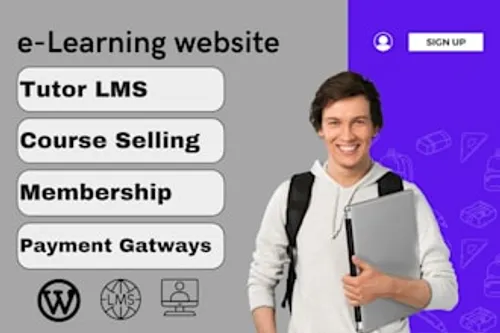 e-Learning website
SIGN UP
Tutor LMS
Course Selling
Membership
Payment Gatways
W
LMS